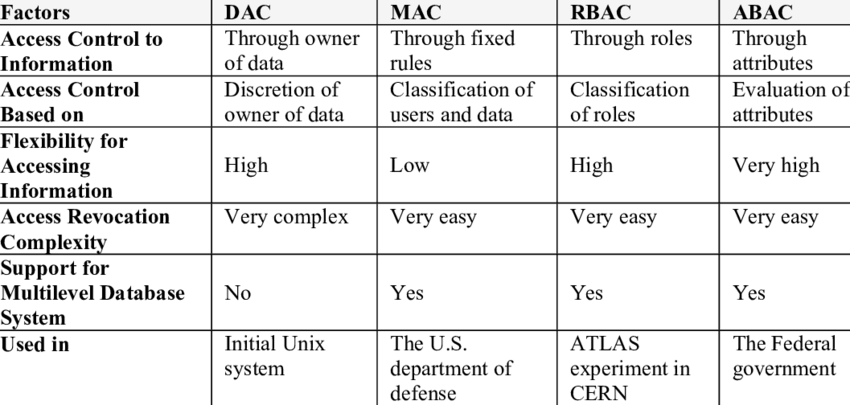 Factors DAC MAC RBAC ABAC
Access Control to Through owner Through fixed Through roles Through
Information of data rules attributes
Access Control Discretion of Classification of Classification Evaluation of
Based on owner of data users and data of roles attributes
Flexibility for
Accessing High Low High Very high
Information
Access Revocation Very complex Very easy Very easy Very easy
Complexity
Support for
Multilevel Database No Yes Yes Yes
System
Used in Initial Unix The U.S. ATLAS The Federal
system department of experiment in government
defense CERN